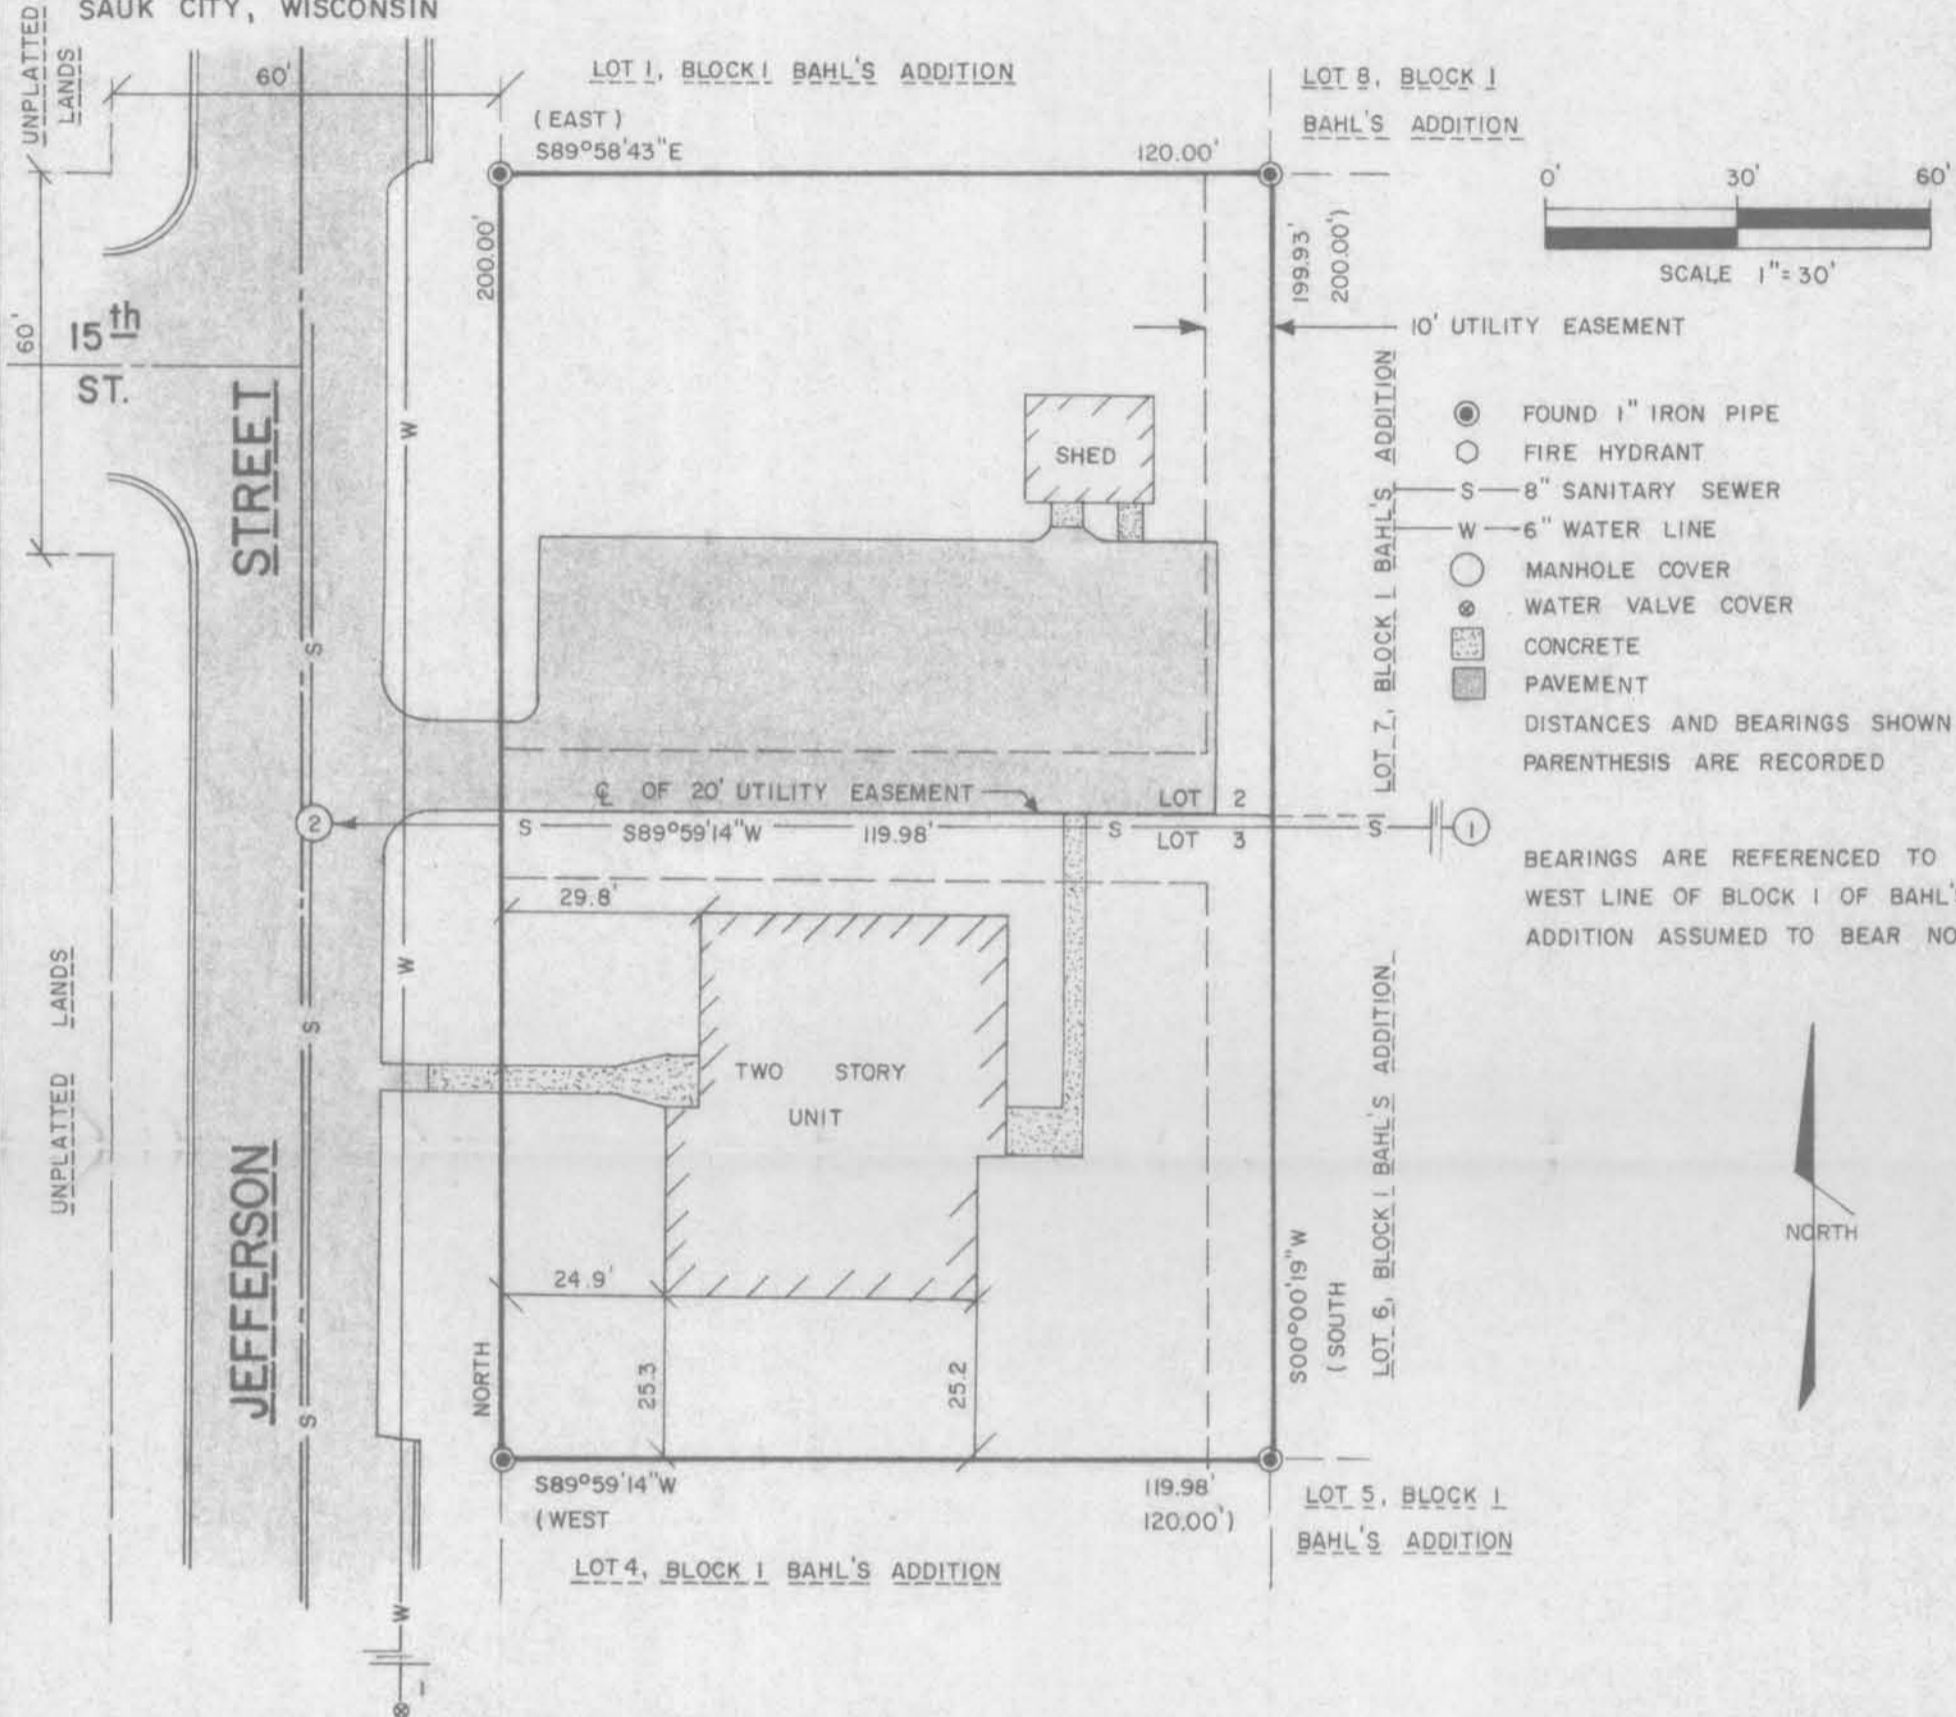 SAUK CITY, WISCONSIN
UNPLATTED
LANDS
60'
LOT 1, BLOCK 1 BAHL'S ADDITION
(EAST)
S89°58'43"E
120.00'
LOT 8, BLOCK 1
BAHL'S ADDITION
0' 30' 60'
SCALE 1"=30'
200.00'
199.93'
200.00')
10' UTILITY EASEMENT
60'
15th
ST.
STREET
W
SHED
LOT 7, BLOCK 1 BAHL'S ADDITION
FOUND 1" IRON PIPE
FIRE HYDRANT
S 8" SANITARY SEWER
W 6" WATER LINE
MANHOLE COVER
WATER VALVE COVER
CONCRETE
PAVEMENT
DISTANCES AND BEARINGS SHOWN
PARENTHESIS ARE RECORDED
S
℄ OF 20' UTILITY EASEMENT
LOT 2
2
S S89°59'14"W 119.98' S
LOT 3
S
1
BEARINGS ARE REFERENCED TO
WEST LINE OF BLOCK 1 OF BAHL'
ADDITION ASSUMED TO BEAR NO
29.8'
W
S
UNPLATTED LANDS
TWO STORY
UNIT
JEFFERSON
LOT 6, BLOCK 1 BAHL'S ADDITION
NORTH
24.9'
NORTH
25.3
25.2
S00°00'19"W
(SOUTH
S
S89°59'14"W
(WEST
119.98'
120.00')
LOT 5, BLOCK 1
BAHL'S ADDITION
LOT 4, BLOCK 1 BAHL'S ADDITION
W
1